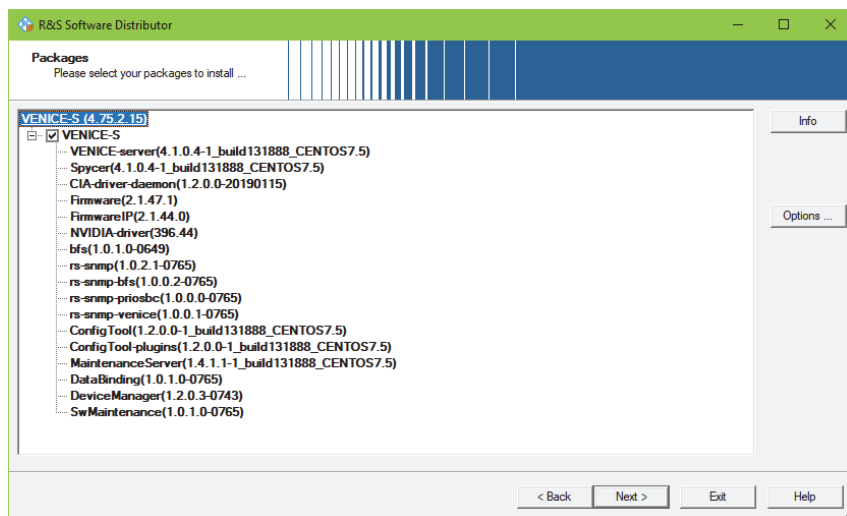 R&S Software Distributor
Packages
Please select your packages to install ...
VENICE-S (4.75.2.15)
Info
VENICE-S
VENICE-server(4.1.0.4-1_build131888_CENTOS7.5)
Spycer(4.1.0.4-1_build131888_CENTOS7.5)
CIA-driver-daemon(1.2.0.0-20190115)
Firmware(2.1.47.1)
FirmwareIP(2.1.44.0)
Options ...
NVIDIA-driver(396.44)
bfs(1.0.1.0-0649)
rs-snmp(1.0.2.1-0765)
rs-snmp-bfs(1.0.0.2-0765)
rs-snmp-priosbc(1.0.0.0-0765)
rs-snmp-venice(1.0.0.1-0765)
ConfigTool(1.2.0.0-1_build131888_CENTOS7.5)
ConfigTool-plugins(1.2.0.0-1_build131888_CENTOS7.5)
MaintenanceServer(1.4.1.1-1_build131888_CENTOS7.5)
DataBinding(1.0.1.0-0765)
DeviceManager(1.2.0.3-0743)
SwMaintenance(1.0.1.0-0765)
< Back Next > Exit Help